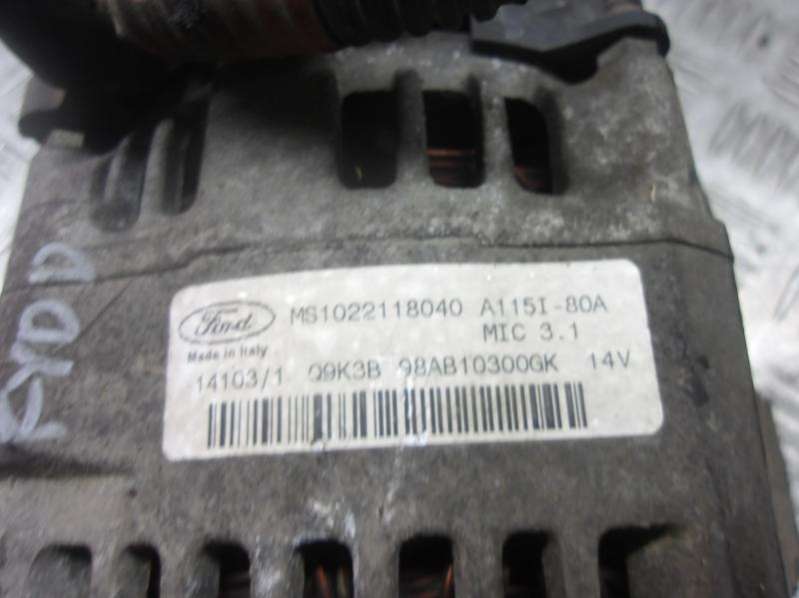 Ford MS1022118040 A115I-80A
Made in Italy MIC 3.1
14103/1 Q9K3B 98AB10300GK 14V